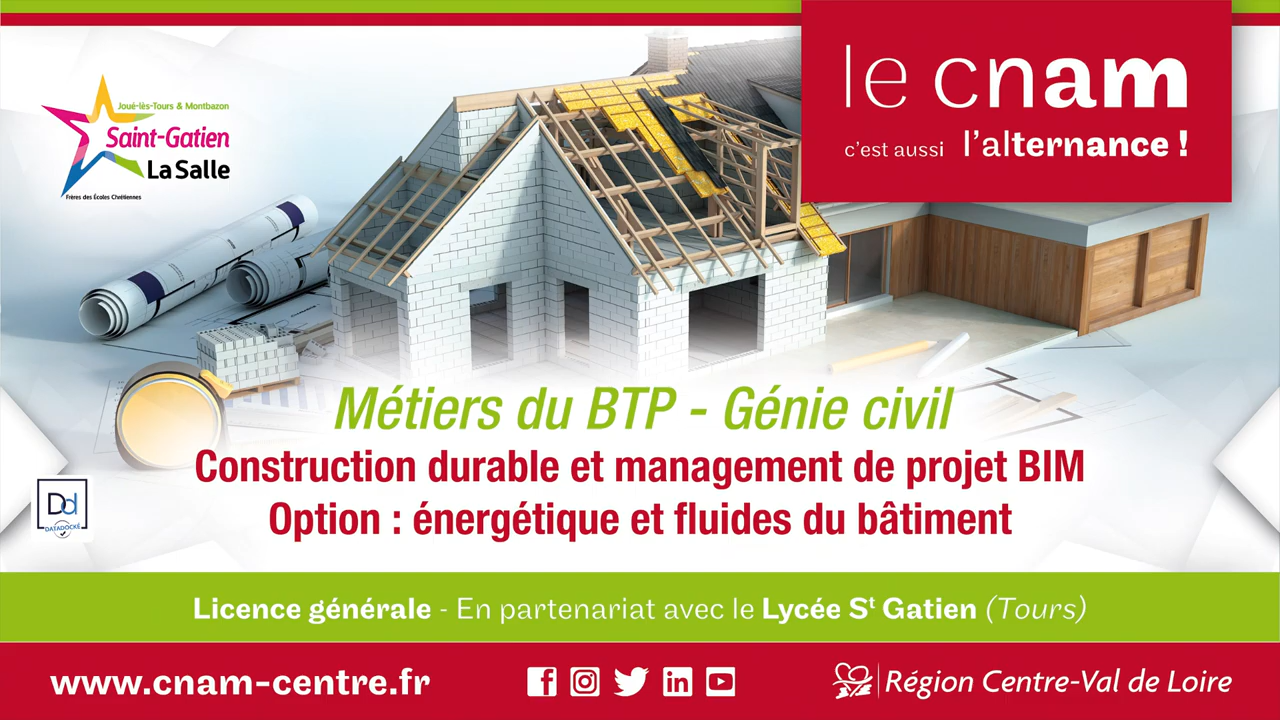 le cnam
c'est aussi l'alternance !
Joué-lès-Tours & Montbazon
Saint-Gatien
La Salle
Frères des Écoles Chrétiennes
Métiers du BTP - Génie civil
Construction durable et management de projet BIM
Option : énergétique et fluides du bâtiment
Dd
DATADOCKÉ
Licence générale - En partenariat avec le Lycée St Gatien (Tours)
www.cnam-centre.fr
Région Centre-Val de Loire